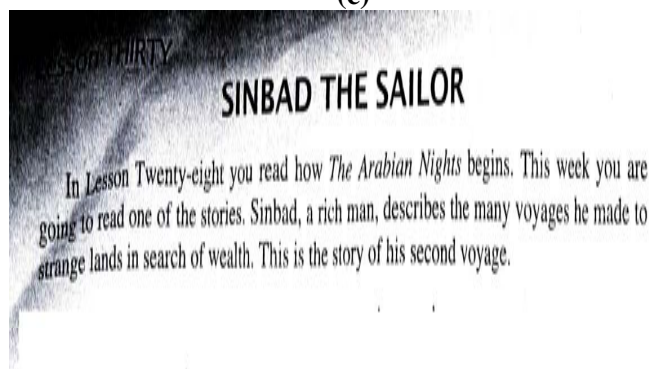 (c)
Lesson THIRTY
SINBAD THE SAILOR
In Lesson Twenty-eight you read how The Arabian Nights begins. This week you are
going to read one of the stories. Sinbad, a rich man, describes the many voyages he made to
strange lands in search of wealth. This is the story of his second voyage.